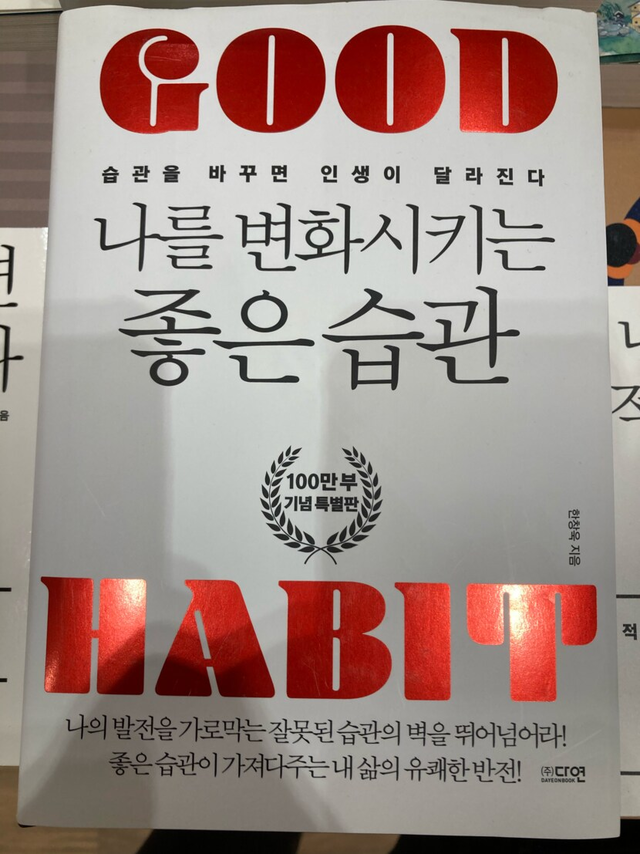 GOOD
습관을 바꾸면 인생이 달라진다
나를 변화시키는
좋은 습관
100만 부
기념 특별판
한창욱 지음
HABIT
나의 발전을 가로막는 잘못된 습관의 벽을 뛰어넘어라!
좋은 습관이 가져다주는 내 삶의 유쾌한 반전!
(주)다연
DAYEONBOOK
적